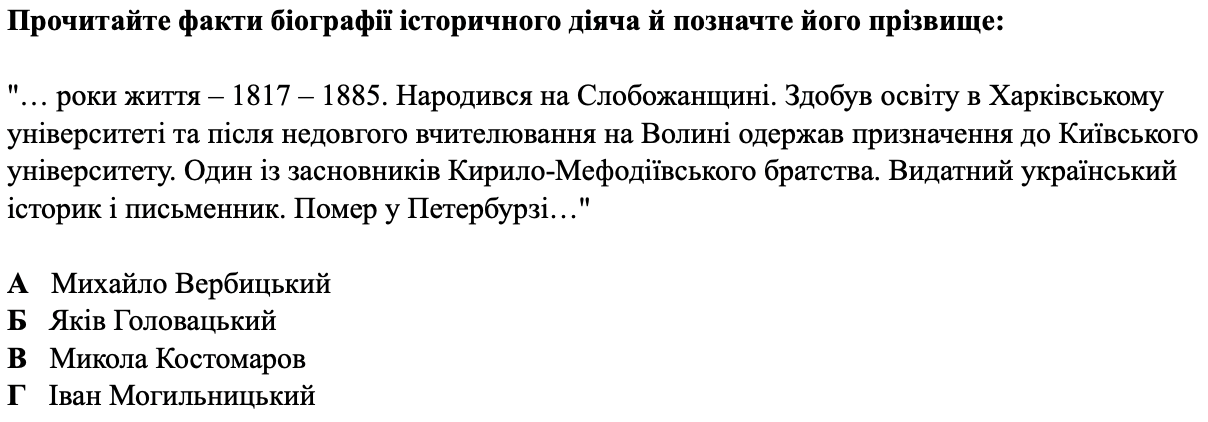 Прочитайте факти біографії історичного діяча й позначте його прізвище:
"… роки життя – 1817 – 1885. Народився на Слобожанщині. Здобув освіту в Харківському
університеті та після недовгого вчителювання на Волині одержав призначення до Київського
університету. Один із засновників Кирило-Мефодіївського братства. Видатний український
історик і письменник. Помер у Петербурзі…"
А Михайло Вербицький
Б Яків Головацький
В Микола Костомаров
Г Іван Могильницький